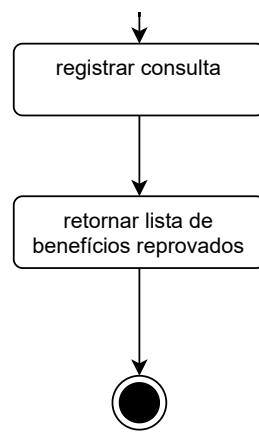 registrar consulta
retornar lista de
benefícios reprovados